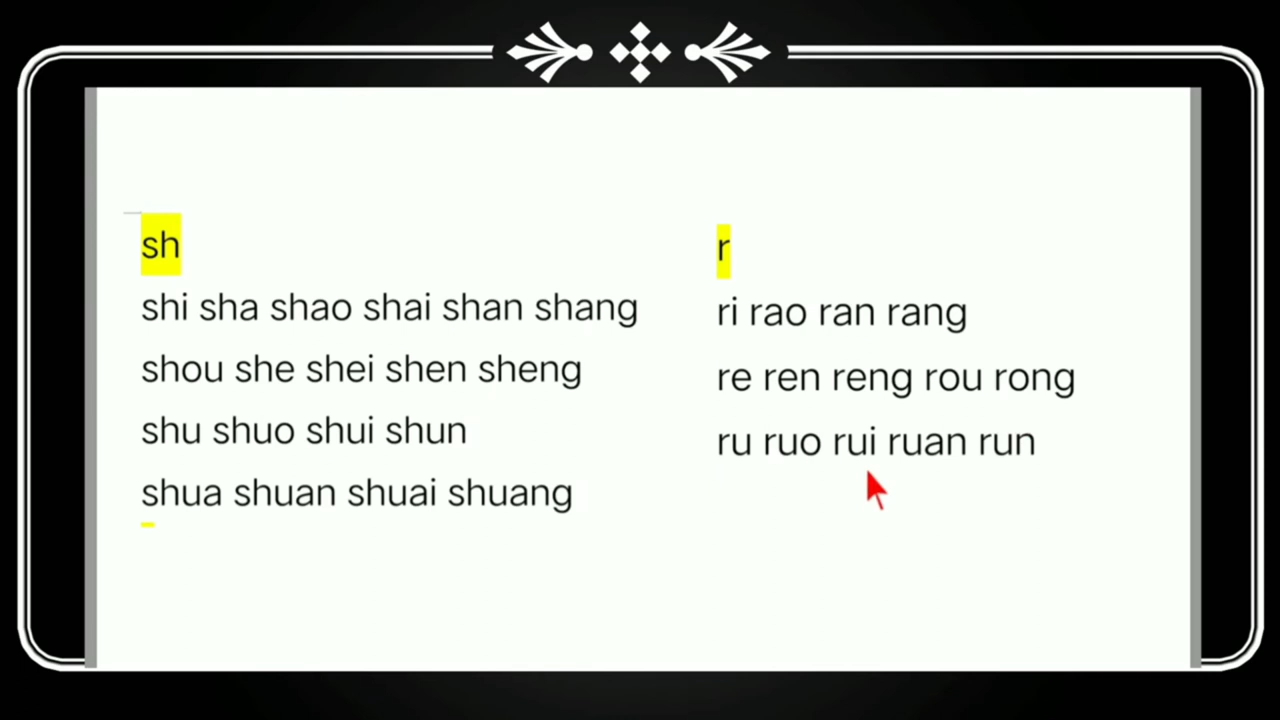 sh
shi sha shao shai shan shang
shou she shei shen sheng
shu shuo shui shun
shua shuan shuai shuang
r
ri rao ran rang
re ren reng rou rong
ru ruo rui ruan run